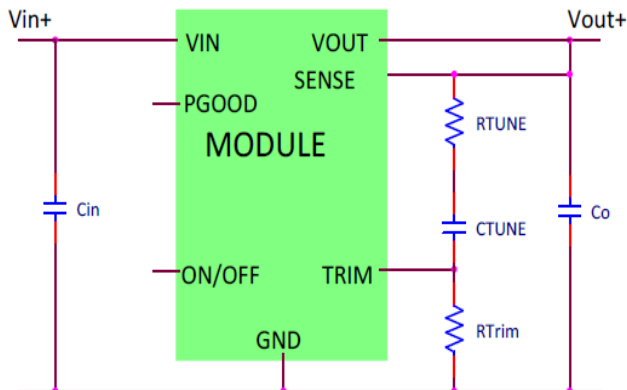 Vin+
Vout+
VIN
VOUT
SENSE
PGOOD
RTUNE
MODULE
Cin
CTUNE
Co
ON/OFF
TRIM
RTrim
GND